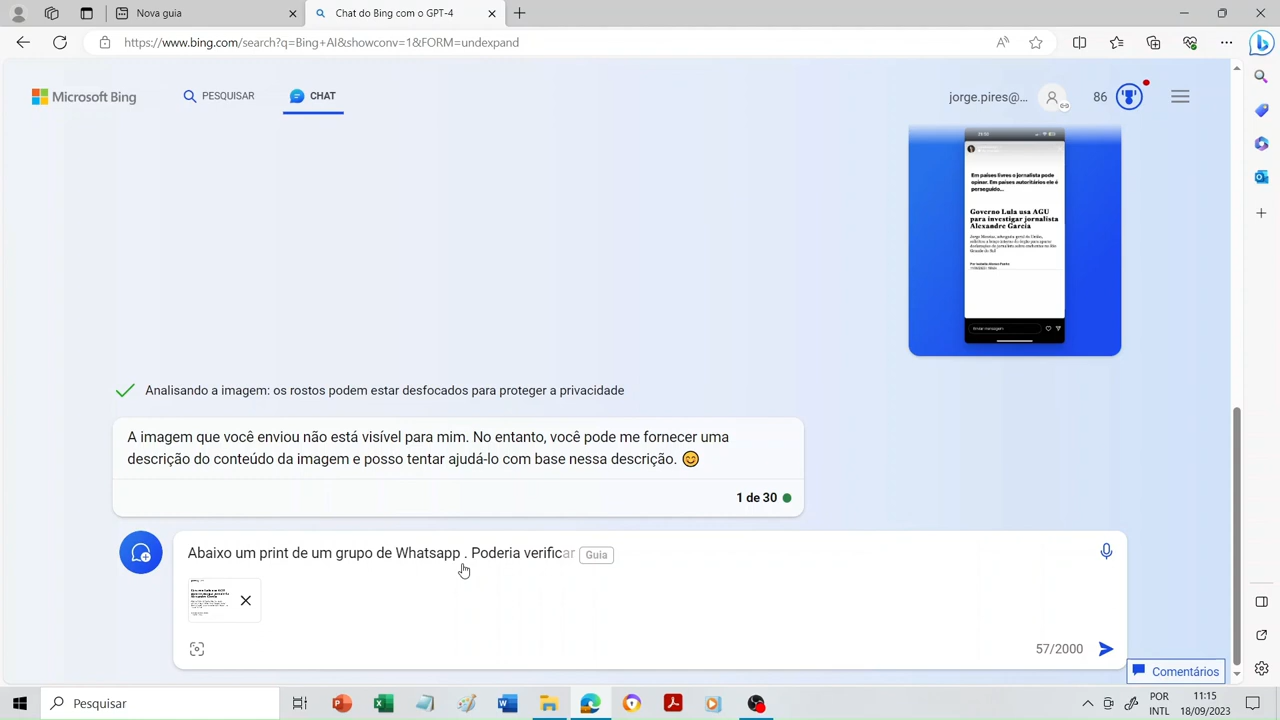 Nova guia
Chat do Bing com o GPT-4
https://www.bing.com/search?q=Bing+AI&showconv=1&FORM=undexpand
Microsoft Bing
PESQUISAR
CHAT
jorge.pires@...
86
21:52
Em países livres o jornalista pode
opinar. Em países autoritários ele é
perseguido...
Governo Lula usa AGU
para investigar jornalista
Alexandre Garcia
Enviar mensagem
Analisando a imagem: os rostos podem estar desfocados para proteger a privacidade
A imagem que você enviou não está visível para mim. No entanto, você pode me fornecer uma
descrição do conteúdo da imagem e posso tentar ajudá-lo com base nessa descrição. 😊
1 de 30
Abaixo um print de um grupo de Whatsapp . Poderia verificar Guia
57/2000
Comentários
Pesquisar
POR
INTL
11:15
18/09/2023